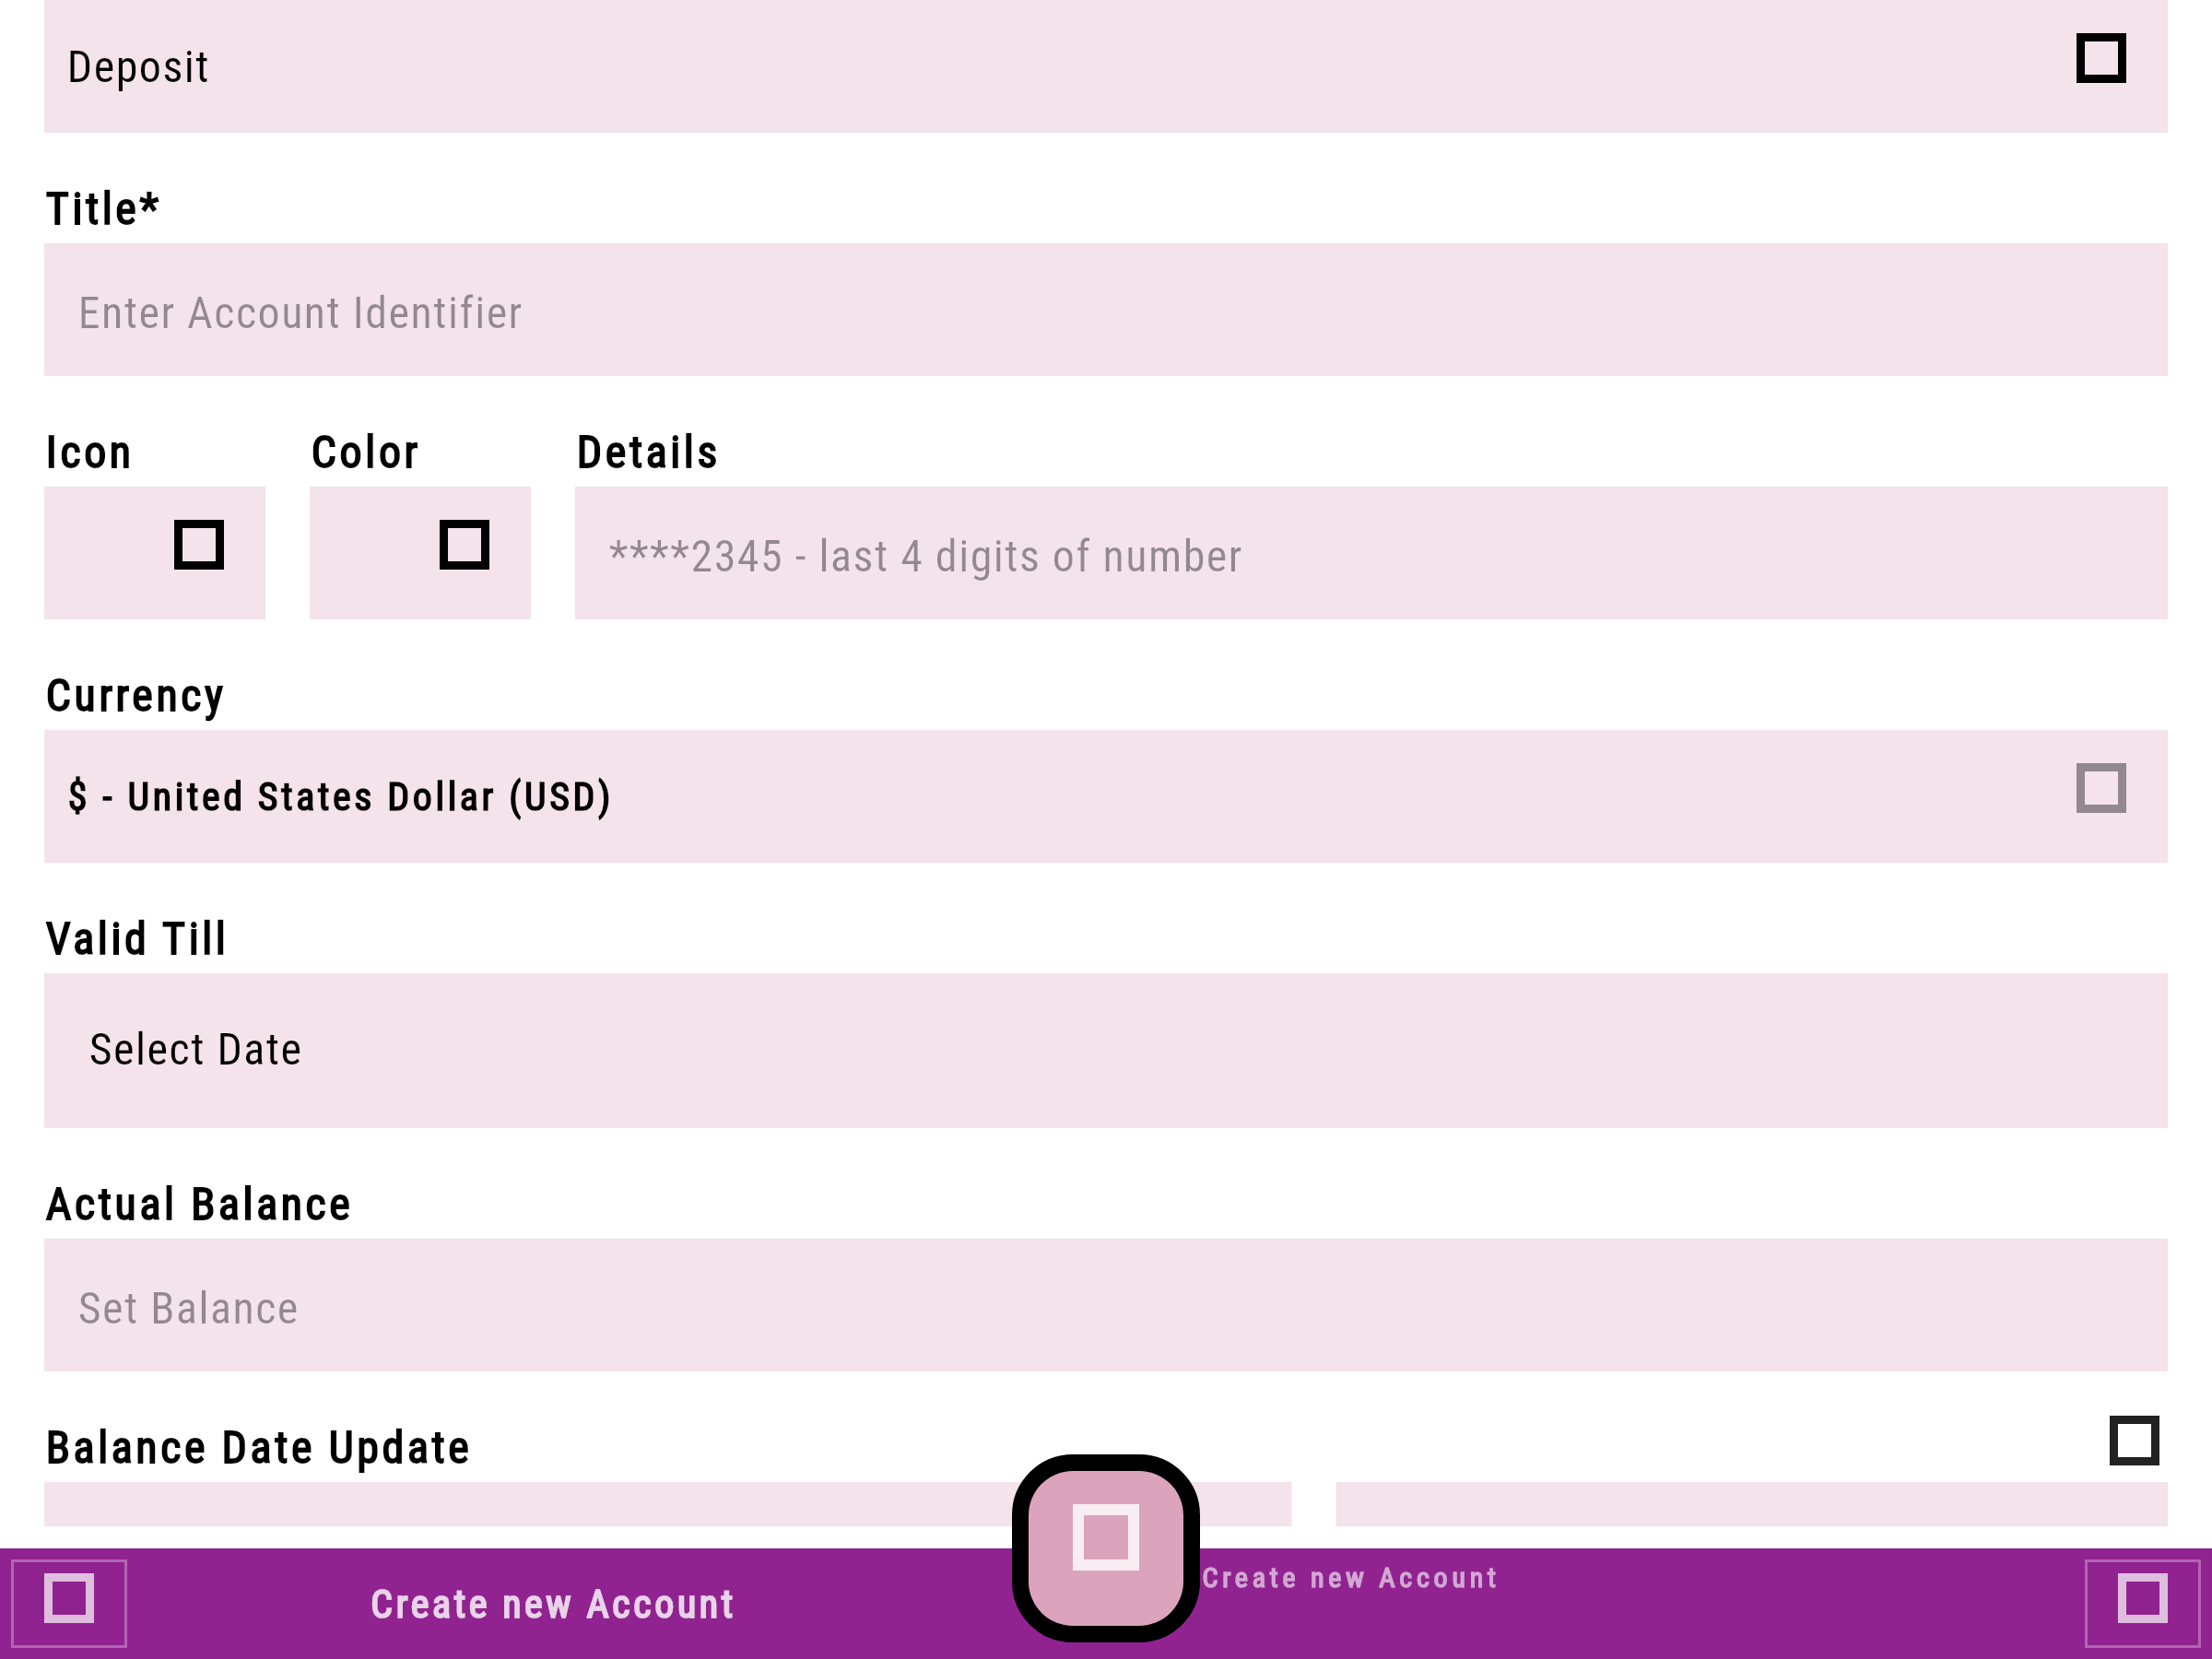 Deposit
Title*
Enter Account Identifier
Icon Color Details
****2345 - last 4 digits of number
Currency
$ - United States Dollar (USD)
Valid Till
Select Date
Actual Balance
Set Balance
Balance Date Update
Create new Account
Create new Account